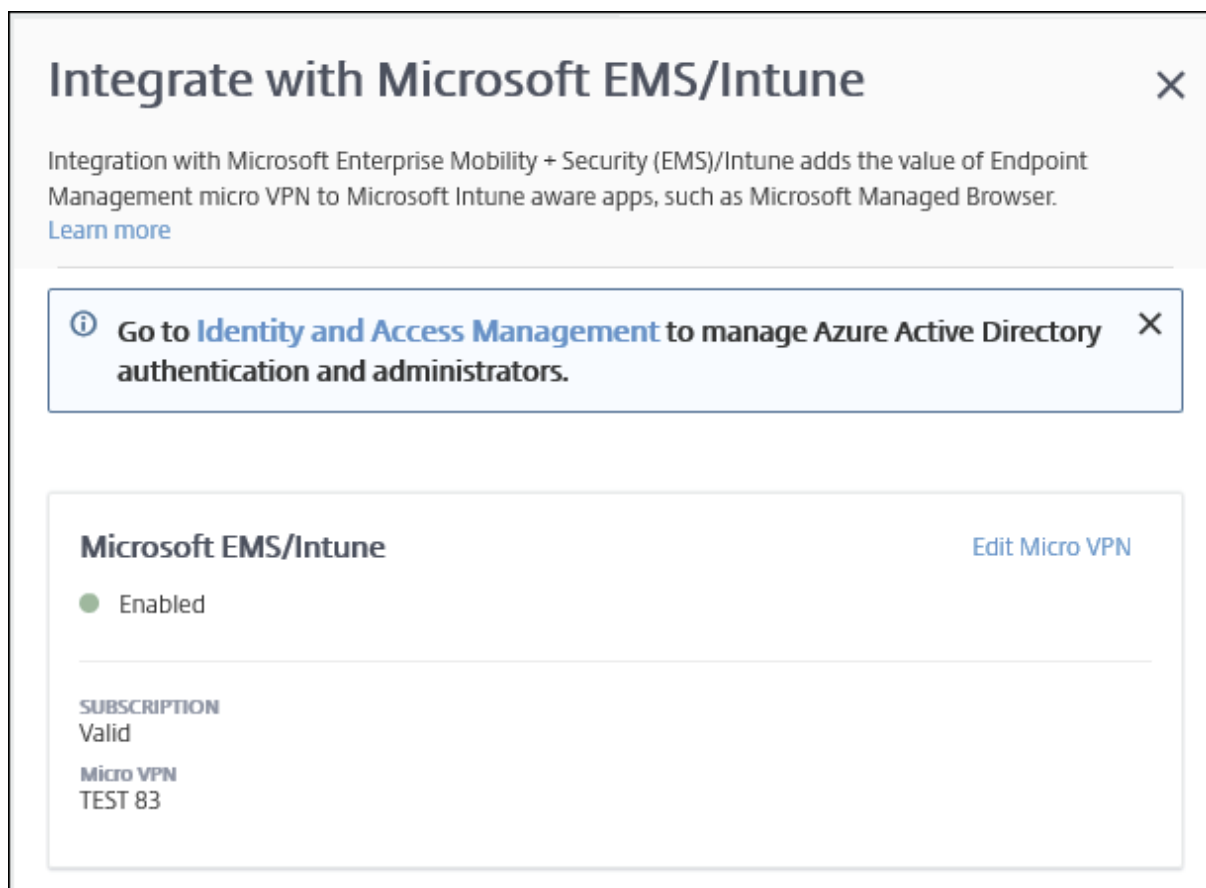 Integrate with Microsoft EMS/Intune
Integration with Microsoft Enterprise Mobility + Security (EMS)/Intune adds the value of Endpoint
Management micro VPN to Microsoft Intune aware apps, such as Microsoft Managed Browser.
Learn more
Go to Identity and Access Management to manage Azure Active Directory
authentication and administrators.
Microsoft EMS/Intune
Edit Micro VPN
Enabled
SUBSCRIPTION
Valid
Micro VPN
TEST 83